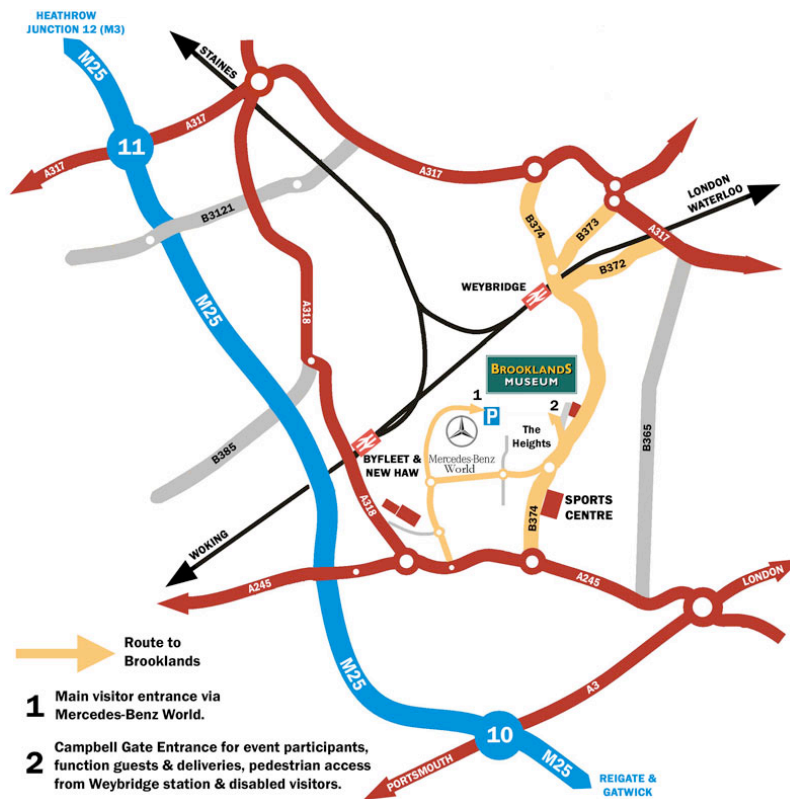 HEATHROW
JUNCTION 12 (M3)
M25
STAINES
A317
11
A317
A317
LONDON
WATERLOO
B3121
B374
B373
A317
B372
M25
WEYBRIDGE
A318
BROOKLANDS
MUSEUM
1
2
P
The
Heights
B365
B385
BYFLEET &
NEW HAW
Mercedes-Benz
World
A318
SPORTS
CENTRE
B374
WOKING
A245
A245
LONDON
Route to
Brooklands
M25
A3
1 Main visitor entrance via
Mercedes-Benz World.
10
2 Campbell Gate Entrance for event participants,
function guests & deliveries, pedestrian access
from Weybridge station & disabled visitors.
PORTSMOUTH
M25
REIGATE &
GATWICK